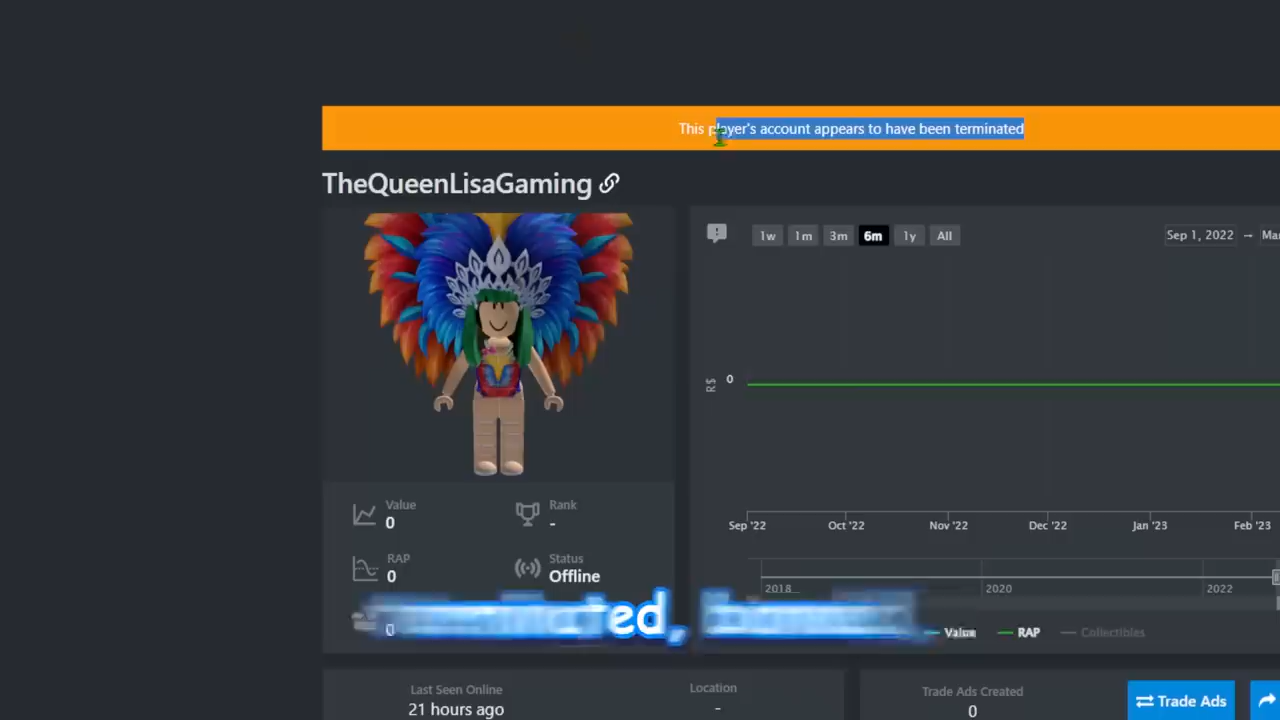 This player's account appears to have been terminated
TheQueenLisaGaming
1w 1m 3m 6m 1y All
Sep 1, 2022 →
R$
0
Value
0
Rank
-
RAP
0
Status
Offline
0
Sep '22 Oct '22 Nov '22 Dec '22 Jan '23 Feb '23
2018 2020 2022
Value RAP Collectibles
Last Seen Online
21 hours ago
Location
-
Trade Ads Created
0
Trade Ads